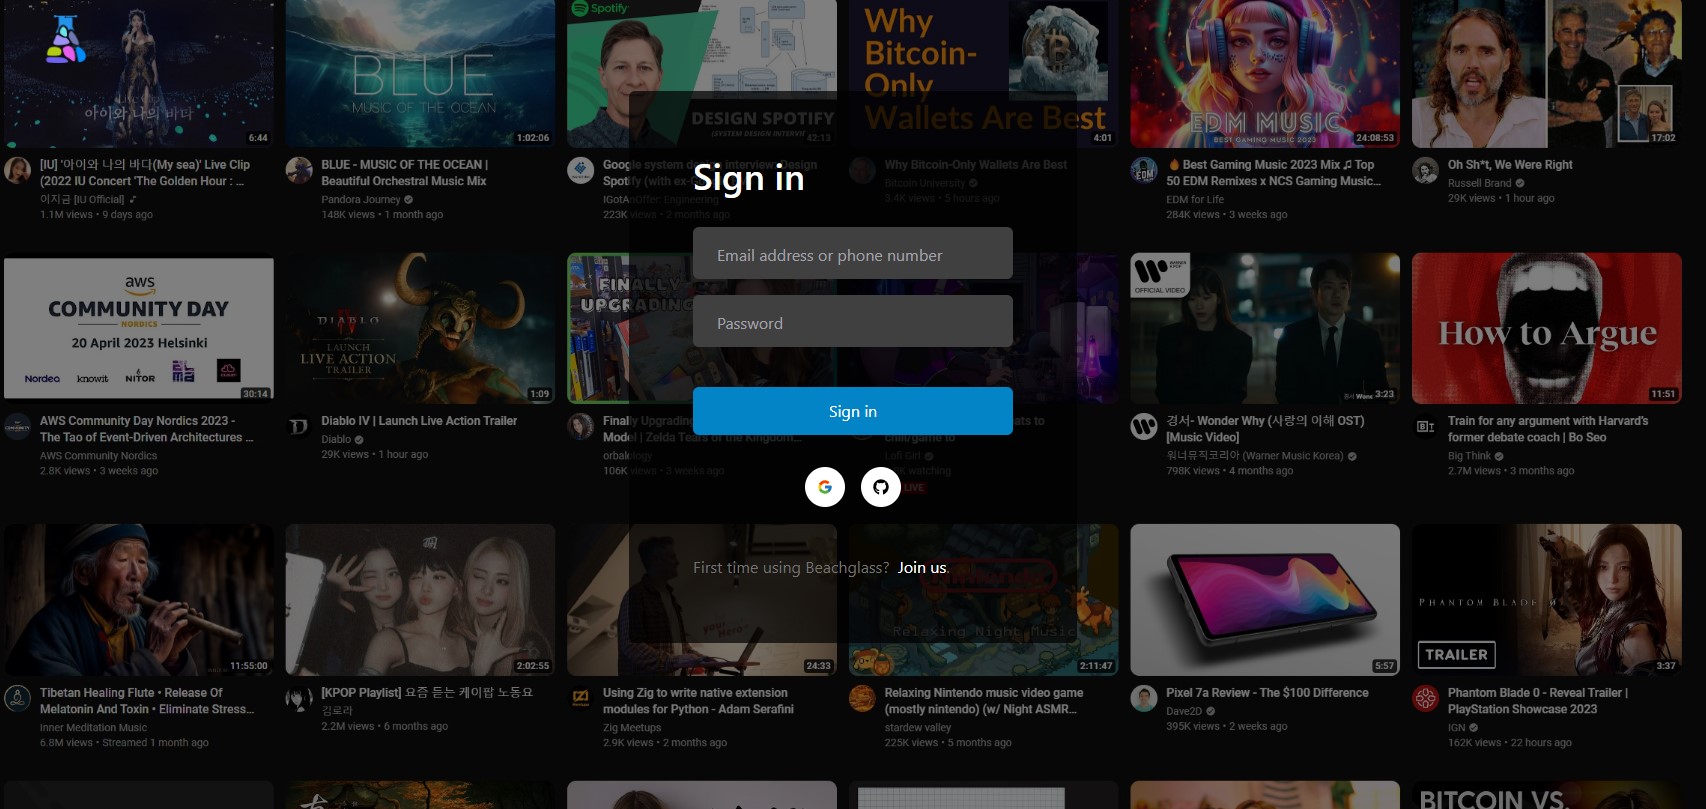 아이와 나의 바다
6:44
[IU] '아이와 나의 바다(My sea)' Live Clip
(2022 IU Concert 'The Golden Hour : ...
이지금 [IU Official]
1.1M views • 9 days ago
BLUE
MUSIC OF THE OCEAN
1:02:06
BLUE - MUSIC OF THE OCEAN |
Beautiful Orchestral Music Mix
Pandora Journey
148K views • 1 month ago
Spotify
DESIGN SPOTIFY
42:13
Google system design interview: Design
IGotAnOffer: Engineering
223K views • 2 months ago
Why
Bitcoin-
Only
Wallets Are Best
4:01
Why Bitcoin-Only Wallets Are Best
Bitcoin University
3.4K views • 5 hours ago
EDM MUSIC
BEST GAMING MUSIC 2023
24:08:53
🔥 Best Gaming Music 2023 Mix ♫ Top
50 EDM Remixes x NCS Gaming Music...
EDM for Life
284K views • 3 weeks ago
17:02
Oh Sh*t, We Were Right
Russell Brand
29K views • 1 hour ago
Sign in
Email address or phone number
Password
Sign in
First time using Beachglass? Join us.
aws
COMMUNITY DAY
NORDICS
20 April 2023 Helsinki
Nordea knowit NITOR ELMA
30:14
AWS Community Day Nordics 2023 -
The Tao of Event-Driven Architectures ...
AWS Community Nordics
2.8K views • 3 weeks ago
DIABLO
LAUNCH
LIVE ACTION
TRAILER
1:09
Diablo IV | Launch Live Action Trailer
Diablo
29K views • 1 hour ago
FINALLY
UPGRADING
Finally Upgrading
Model | Zelda Tears of the Kingdom...
orbalology
106K views • 3 weeks ago
chill/game to
Lofi Girl
watching
LIVE
WARNER
OFFICIAL VIDEO
3:23
경서- Wonder Why (사랑의 이해 OST)
[Music Video]
워너뮤직코리아 (Warner Music Korea)
798K views • 4 months ago
How to Argue
11:51
Train for any argument with Harvard's
former debate coach | Bo Seo
Big Think
2.7M views • 3 months ago
11:55:00
Tibetan Healing Flute • Release Of
Melatonin And Toxin • Eliminate Stress...
Inner Meditation Music
6.8M views • Streamed 1 month ago
2:02:55
[KPOP Playlist] 요즘 듣는 케이팝 노동요
김로라
2.2M views • 6 months ago
your Hero
24:33
Using Zig to write native extension
modules for Python - Adam Serafini
Zig Meetups
2.9K views • 2 months ago
Nintendo
Relaxing Night Music
2:11:47
Relaxing Nintendo music video game
(mostly nintendo) (w/ Night ASMR...
stardew valley
225K views • 5 months ago
5:57
Pixel 7a Review - The $100 Difference
Dave2D
395K views • 2 weeks ago
PHANTOM BLADE
TRAILER
3:37
Phantom Blade 0 - Reveal Trailer |
PlayStation Showcase 2023
IGN
162K views • 22 hours ago
BITCOIN VS.